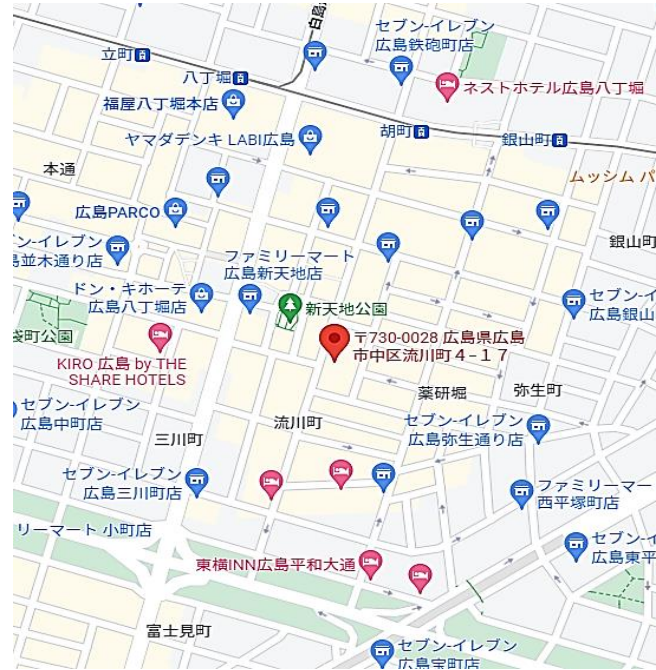 セブン-イレブン
広島鉄砲町店
白島
立町
八丁堀
ネストホテル広島八丁堀
福屋八丁堀本店
胡町
銀山町
ヤマダデンキ LABI広島
本通
ムッシム パ
広島PARCO
銀山町
ン-イレブン
島並木通り店
ファミリーマート
広島新天地店
ドン・キホーテ
広島八丁堀店
セブン-イ
広島銀山
新天地公園
袋町公園
〒730-0028 広島県広島
市中区流川町４−１７
KIRO 広島 by THE
SHARE HOTELS
薬研堀
弥生町
セブン-イレブン
広島中町店
流川町
セブン-イレブン
広島弥生通り店
三川町
セブン-イレブン
広島三川町店
ファミリーマー
西平塚町店
リーマート 小町店
セブン-
広島東平
東横INN広島平和大通
富士見町
セブン-イレブン
広島宝町店